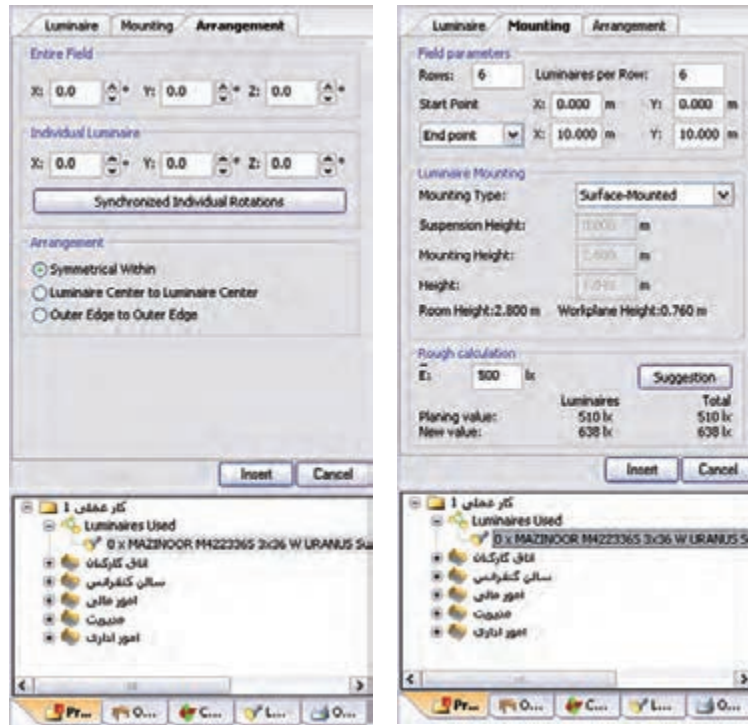 Luminaire Mounting Arrangement
Entire Field
X: 0.0 ° Y: 0.0 ° Z: 0.0 °
Individual Luminaire
X: 0.0 ° Y: 0.0 ° Z: 0.0 °
Synchronized Individual Rotations
Arrangement
Symmetrical Within
Luminaire Center to Luminaire Center
Outer Edge to Outer Edge
Insert Cancel
کار عملی 1
Luminaires Used
0 x MAZINOOR M422336S 3x36 W URANUS Su
اتاق کارکنان
سالن کنفرانس
امور مالی
مدیریت
امور اداری
Pr... O... C... L... O...
Luminaire Mounting Arrangement
Field parameters
Rows: 6 Luminaires per Row: 6
Start Point X: 0.000 m Y: 0.000 m
End point X: 10.000 m Y: 10.000 m
Luminaire Mounting
Mounting Type: Surface-Mounted
Suspension Height: m
Mounting Height: m
Height: m
Room Height:2.800 m Workplane Height:0.760 m
Rough calculation
E: 500 lx Suggestion
Luminaires Total
Planing value: 510 lx 510 lx
New value: 638 lx 638 lx
Insert Cancel
کار عملی 1
Luminaires Used
0 x MAZINOOR M422336S 3x36 W URANUS S
اتاق کارکنان
سالن کنفرانس
امور مالی
مدیریت
امور اداری
Pr... O... C... L... O...